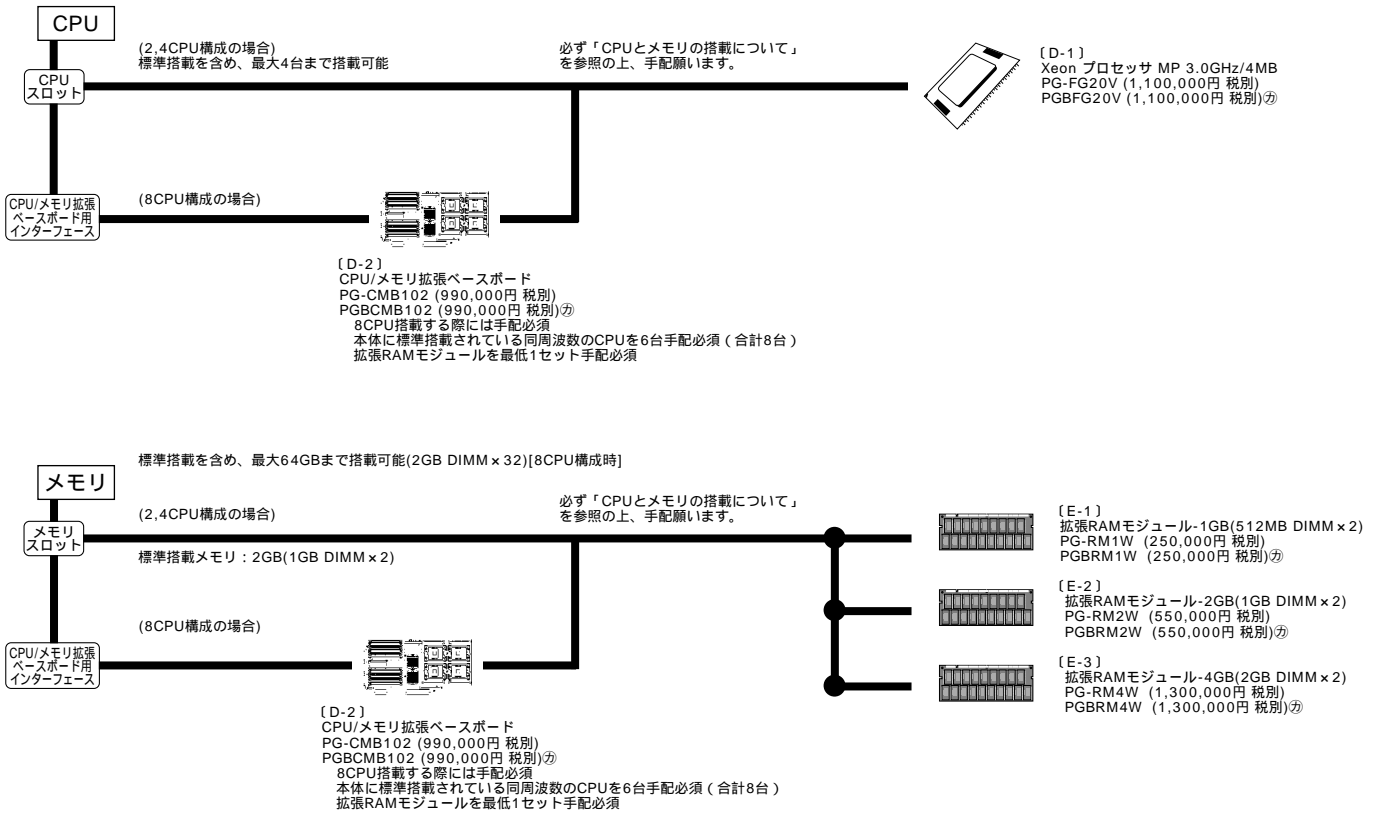 CPU
(2,4CPU構成の場合)
標準搭載を含め、最大4台まで搭載可能
必ず「CPUとメモリの搭載について」
を参照の上、手配願います。
〔D-1〕
Xeon プロセッサ MP 3.0GHz/4MB
PG-FG20V (1,100,000円 税別)
PGBFG20V (1,100,000円 税別)㋕
CPU
スロット
CPU/メモリ拡張
ベースボード用
インターフェース
(8CPU構成の場合)
〔D-2〕
CPU/メモリ拡張ベースボード
PG-CMB102 (990,000円 税別)
PGBCMB102 (990,000円 税別)㋕
8CPU搭載する際には手配必須
本体に標準搭載されている同周波数のCPUを6台手配必須(合計8台)
拡張RAMモジュールを最低1セット手配必須
標準搭載を含め、最大64GBまで搭載可能(2GB DIMM×32)[8CPU構成時]
メモリ
(2,4CPU構成の場合)
必ず「CPUとメモリの搭載について」
を参照の上、手配願います。
メモリ
スロット
標準搭載メモリ:2GB(1GB DIMM×2)
〔E-1〕
拡張RAMモジュール-1GB(512MB DIMM×2)
PG-RM1W (250,000円 税別)
PGBRM1W (250,000円 税別)㋕
〔E-2〕
拡張RAMモジュール-2GB(1GB DIMM×2)
PG-RM2W (550,000円 税別)
PGBRM2W (550,000円 税別)㋕
〔E-3〕
拡張RAMモジュール-4GB(2GB DIMM×2)
PG-RM4W (1,300,000円 税別)
PGBRM4W (1,300,000円 税別)㋕
(8CPU構成の場合)
CPU/メモリ拡張
ベースボード用
インターフェース
〔D-2〕
CPU/メモリ拡張ベースボード
PG-CMB102 (990,000円 税別)
PGBCMB102 (990,000円 税別)㋕
8CPU搭載する際には手配必須
本体に標準搭載されている同周波数のCPUを6台手配必須(合計8台)
拡張RAMモジュールを最低1セット手配必須